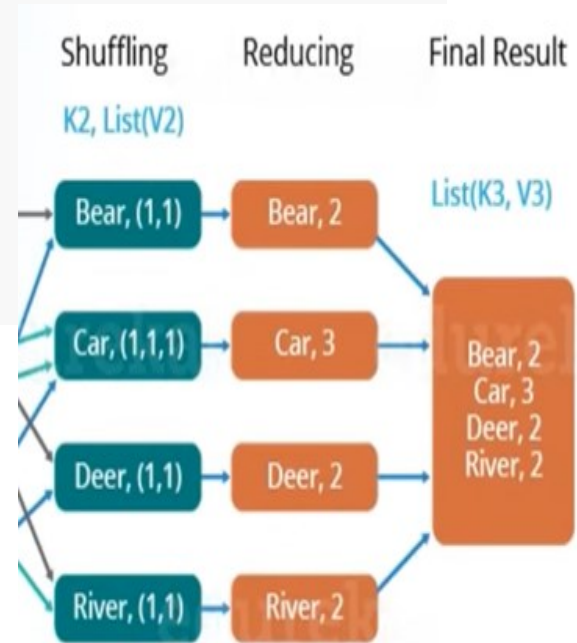 Shuffling
Reducing
Final Result
K2, List(V2)
List(K3, V3)
Bear, (1,1)
Bear, 2
Car, (1,1,1)
Car, 3
Deer, (1,1)
Deer, 2
River, (1,1)
River, 2
Bear, 2
Car, 3
Deer, 2
River, 2